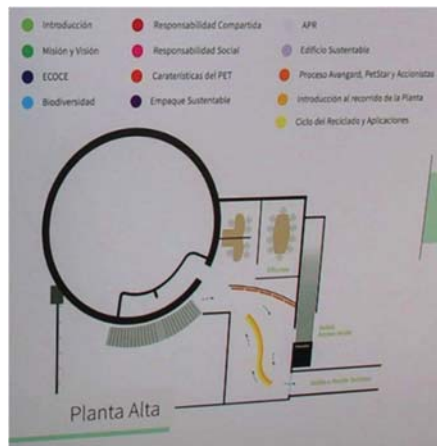 Introducción
Misión y Visión
ECOCE
Biodiversidad
Responsabilidad Compartida
Responsabilidad Social
Caraterísticas del PET
Empaque Sustentable
APR
Edificio Sustentable
Proceso Avangard, PetStar y Accionistas
Introducción al recorrido de la Planta
Ciclo del Reciclado y Aplicaciones
Planta Alta